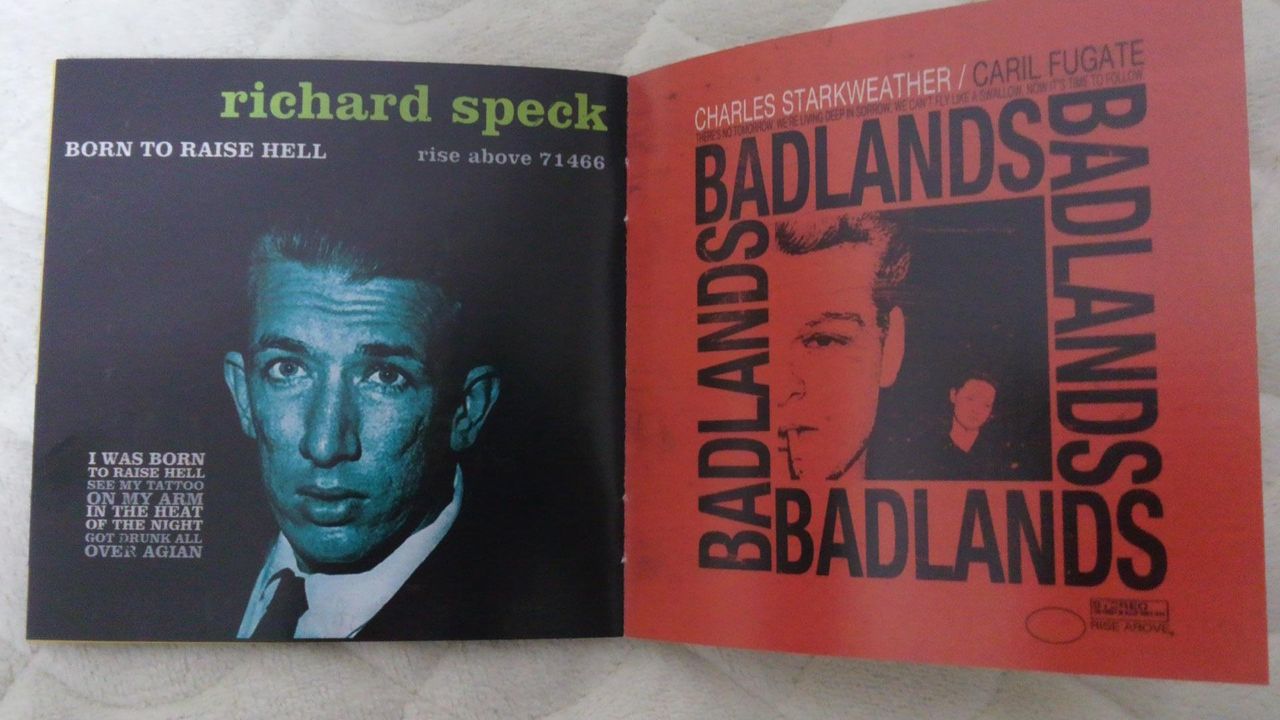 richard speck
BORN TO RAISE HELL
rise above 71466
I WAS BORN
TO RAISE HELL
SEE MY TATTOO
ON MY ARM
IN THE HEAT
OF THE NIGHT
GOT DRUNK ALL
OVER AGIAN
CHARLES STARKWEATHER / CARIL FUGATE
THERE'S NO TOMORROW. WE'RE LIVING DEEP IN SORROW, WE CAN'T FLY LIKE A SWALLOW, NOW IT'S TIME TO FOLLOW
BADLANDS
BADLANDS
BADLANDS
BADLANDS
STEREO
RISE ABOVE